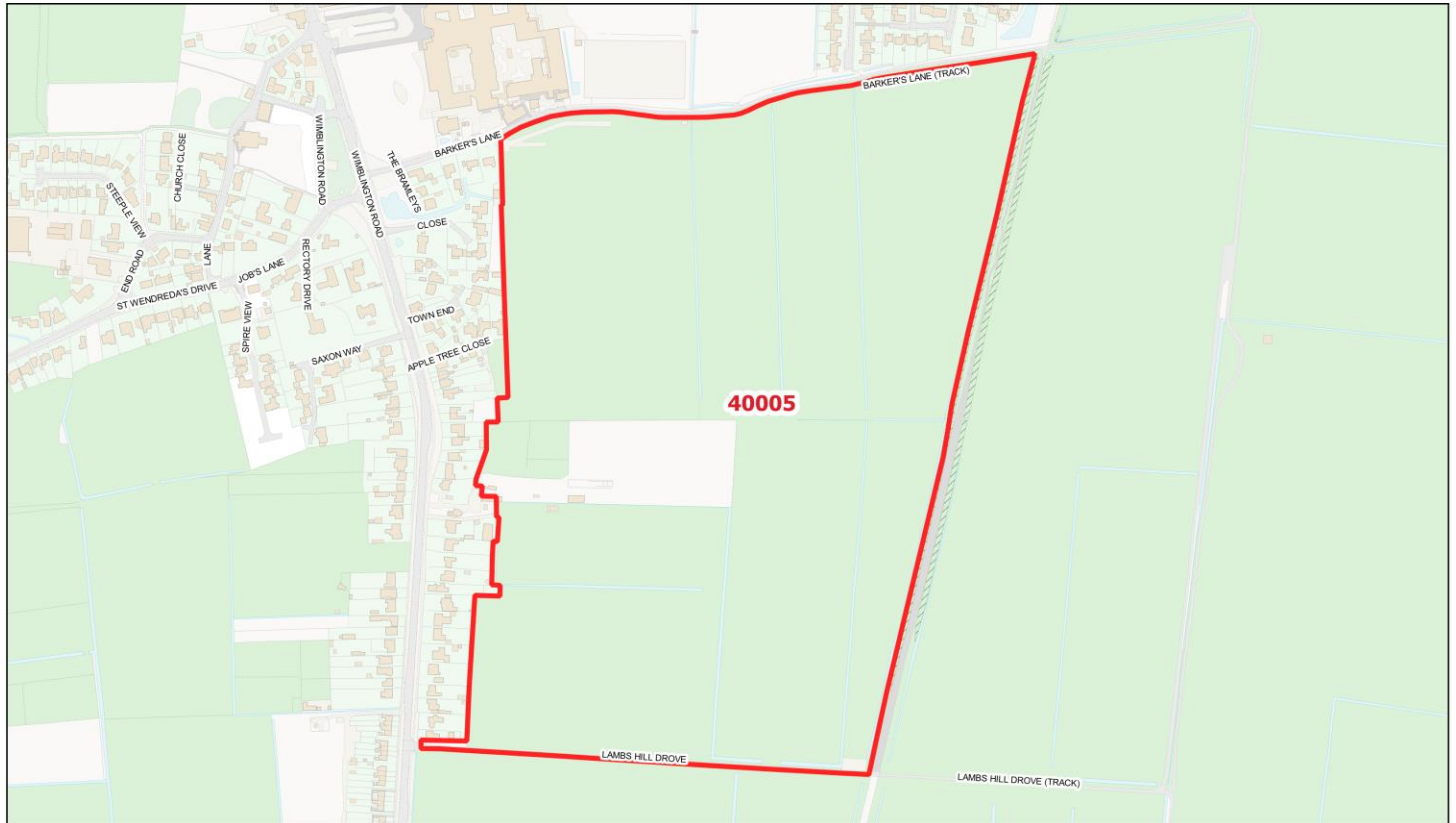 BARKER'S LANE (TRACK)
BARKER'S LANE
WIMBLINGTON ROAD
WIMBLINGTON ROAD
THE BRAMLEYS
CHURCH CLOSE
STEEPLE VIEW
CLOSE
END ROAD
LANE
JOB'S LANE
RECTORY DRIVE
ST WENDREDA'S DRIVE
SPIRE VIEW
TOWN END
SAXON WAY
APPLE TREE CLOSE
40005
LAMBS HILL DROVE
LAMBS HILL DROVE (TRACK)